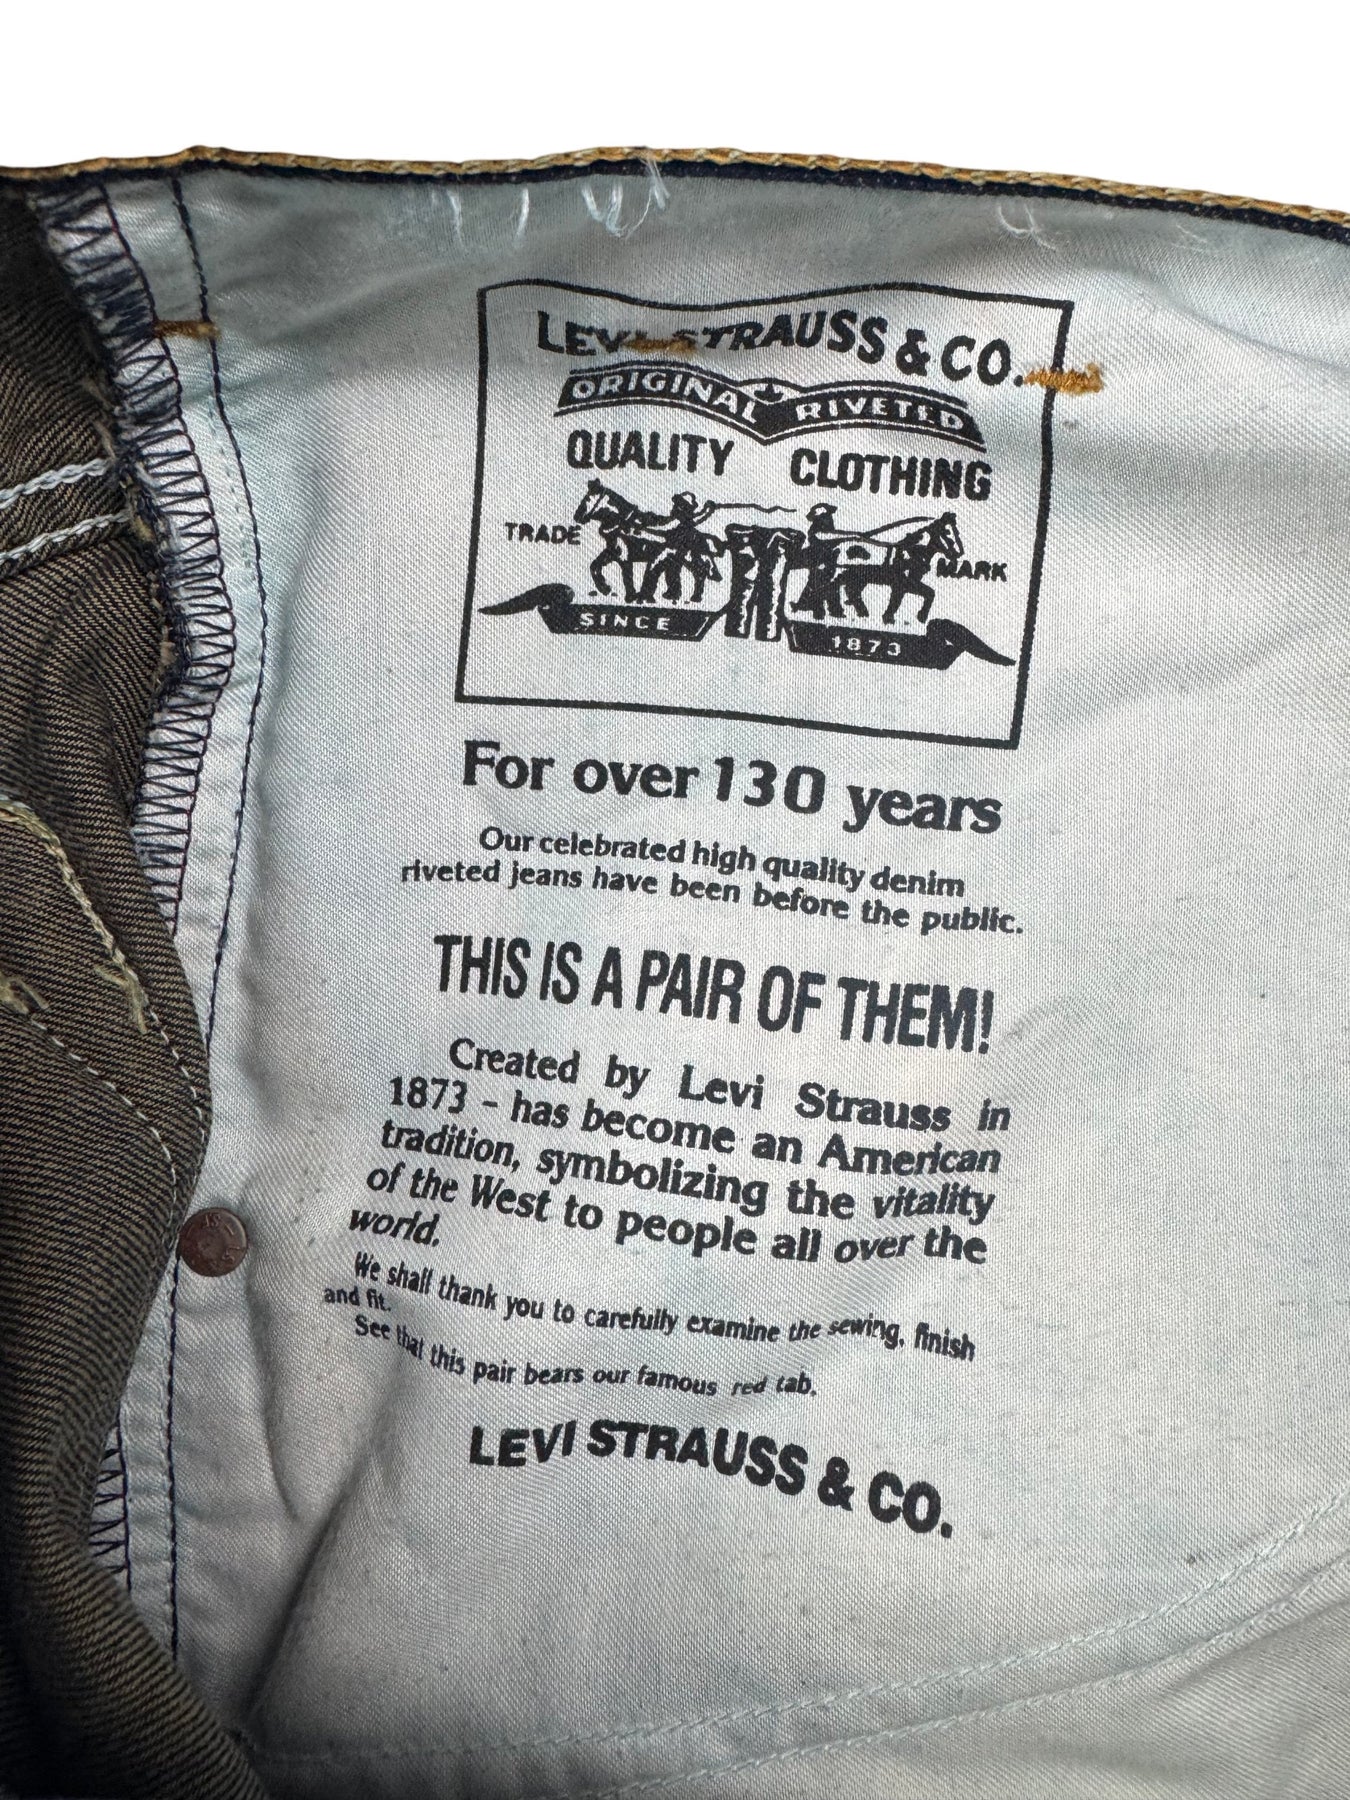 LEVI STRAUSS & CO.
ORIGINAL RIVETED
QUALITY CLOTHING
TRADE MARK
SINCE 1873
For over 130 years
Our celebrated high quality denim
riveted jeans have been before the public.
THIS IS A PAIR OF THEM!
Created by Levi Strauss in
1873 - has become an American
tradition, symbolizing the vitality
of the West to people all over the
world.
We shall thank you to carefully examine the sewing, finish
and fit.
See that this pair bears our famous red tab.
LEVI STRAUSS & CO.